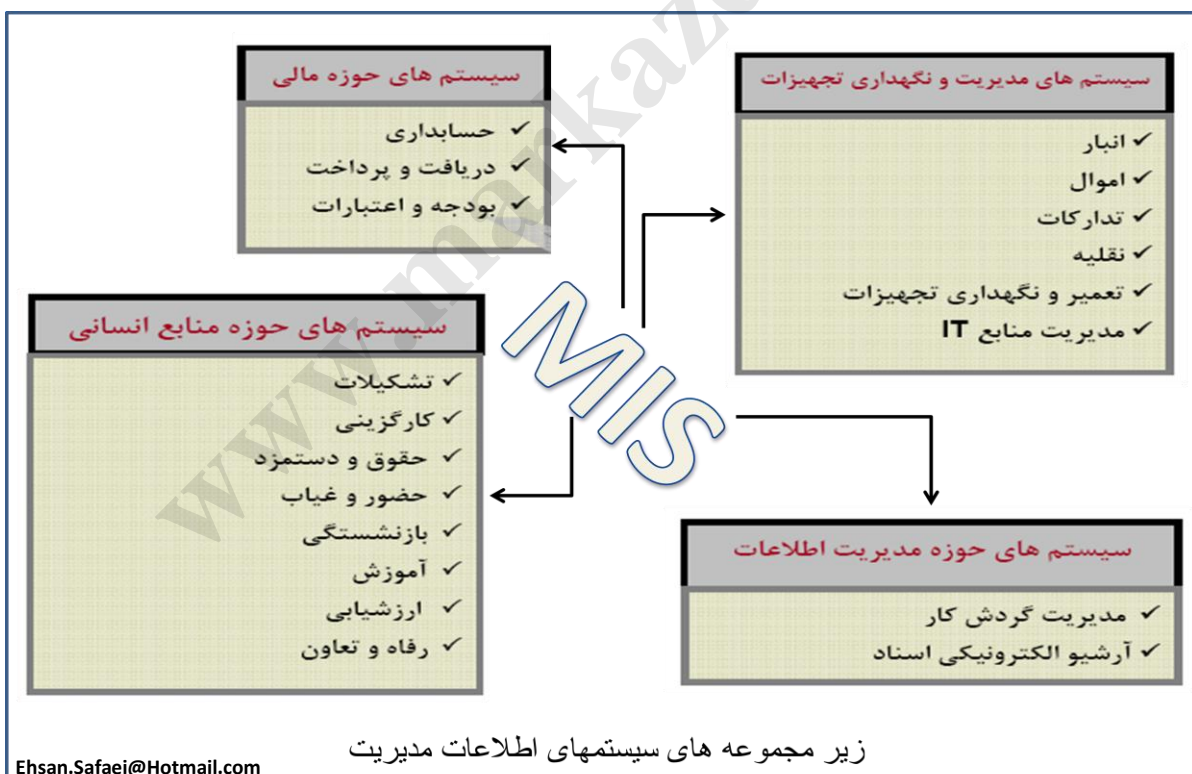 سیستم های حوزه مالی
✓ حسابداری
✓ دریافت و پرداخت
✓ بودجه و اعتبارات
سیستم های مدیریت و نگهداری تجهیزات
✓ انبار
✓ اموال
✓ تدارکات
✓ نقلیه
✓ تعمیر و نگهداری تجهیزات
✓ مدیریت منابع IT
MIS
سیستم های حوزه منابع انسانی
✓ تشکیلات
✓ کارگزینی
✓ حقوق و دستمزد
✓ حضور و غیاب
✓ بازنشستگی
✓ آموزش
✓ ارزشیابی
✓ رفاه و تعاون
سیستم های حوزه مدیریت اطلاعات
✓ مدیریت گردش کار
✓ آرشیو الکترونیکی اسناد
زیر مجموعه های سیستمهای اطلاعات مدیریت
Ehsan.Safaei@Hotmail.com
www.markaz